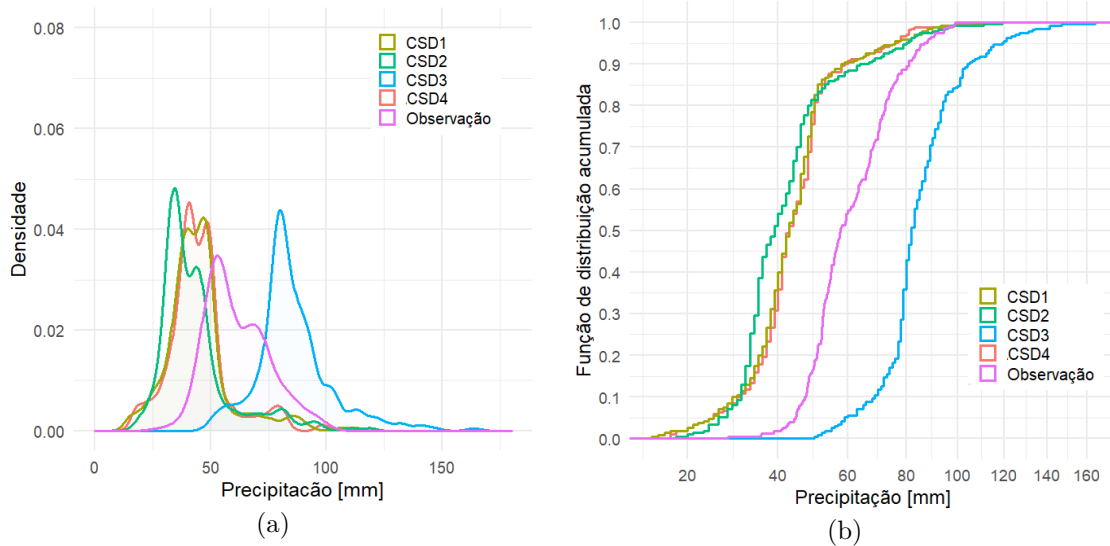 0.08
0.06
0.04
0.02
0.00
Densidade
CSD1
CSD2
CSD3
CSD4
Observação
0
50
100
150
Precipitacão [mm]
(a)
1.0
0.9
0.8
0.7
0.6
0.5
0.4
0.3
0.2
0.1
0.0
Função de distribuição acumulada
CSD1
CSD2
CSD3
CSD4
Observação
20
40
60
80
100
120
140
160
Precipitação [mm]
(b)